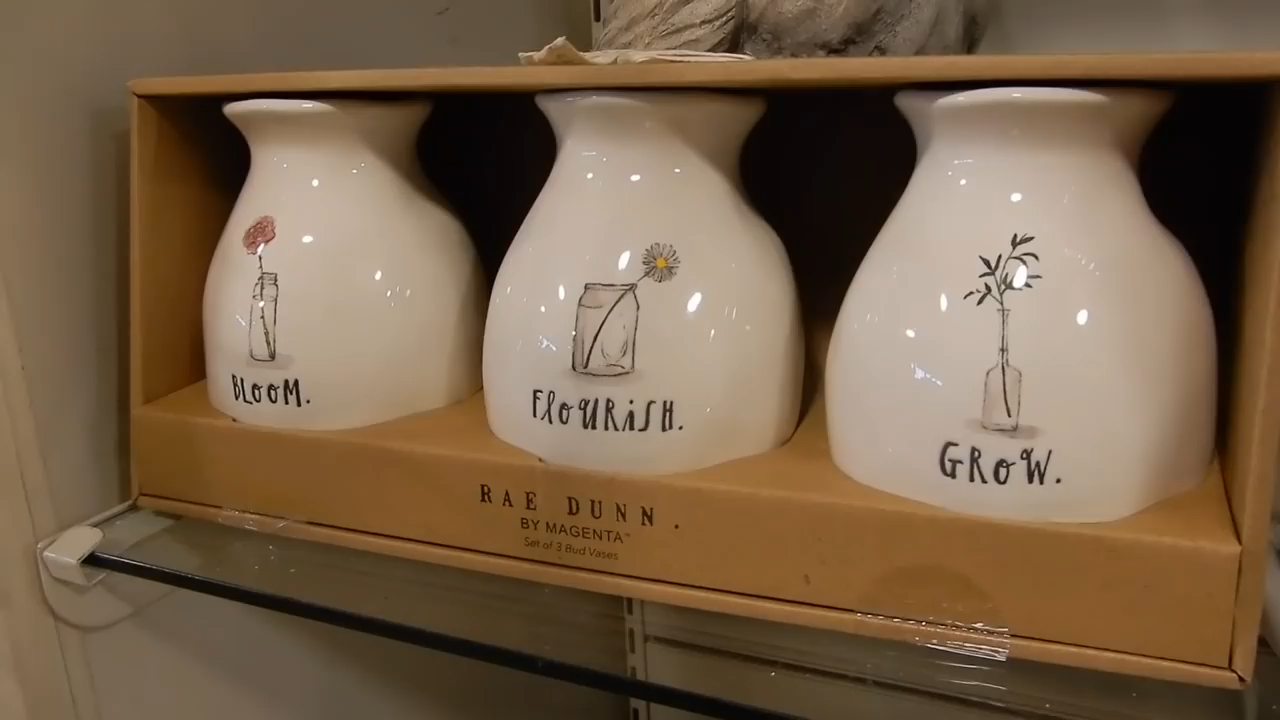 BLOOM.
FLOURiSH.
GROW.
RAE DUNN.
BY MAGENTA™
Set of 3 Bud Vases